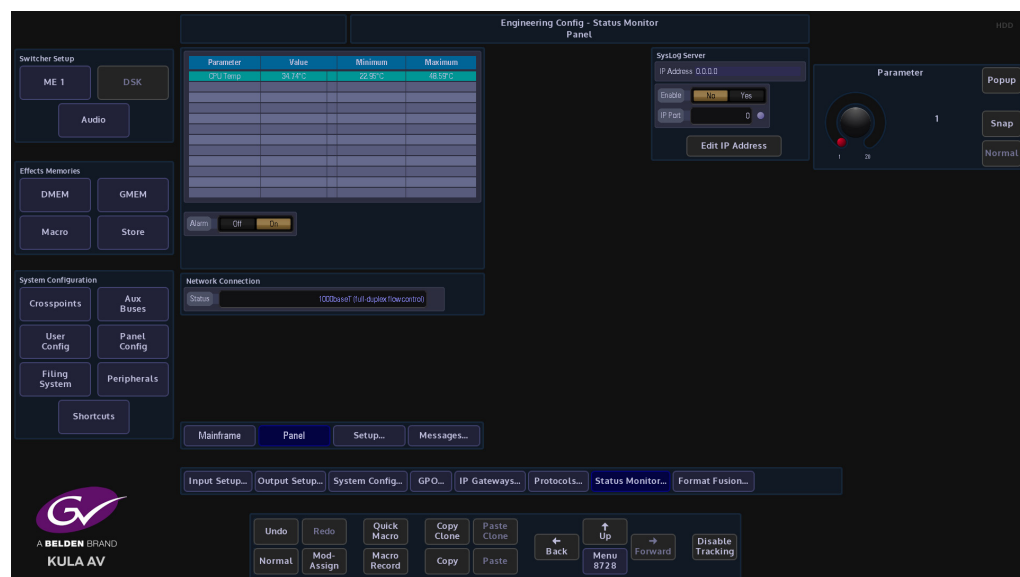 Engineering Config - Status Monitor
Panel
HDD
Switcher Setup
ME 1
DSK
Audio
Effects Memories
DMEM
GMEM
Macro
Store
System Configuration
Crosspoints
Aux
Buses
User
Config
Panel
Config
Filing
System
Peripherals
Shortcuts
Parameter Value Minimum Maximum
CPU Temp 34.74°C 22.95°C 48.59°C
Alarm Off On
Network Connection
Status 1000baseT (full-duplex flowcontrol)
SysLog Server
IP Address 0.0.0.0
Enable No Yes
IP Port 0
Edit IP Address
Parameter
1
1 26
Popup
Snap
Normal
Mainframe Panel Setup... Messages...
Input Setup... Output Setup... System Config... GPO... IP Gateways... Protocols... Status Monitor... Format Fusion...
GV
A BELDEN BRAND
KULA AV
Undo
Redo
Quick
Macro
Copy
Clone
Paste
Clone
Normal
Mod-
Assign
Macro
Record
Copy
Paste
← 
Back
↑
Up
Menu
8728
→
Forward
Disable
Tracking